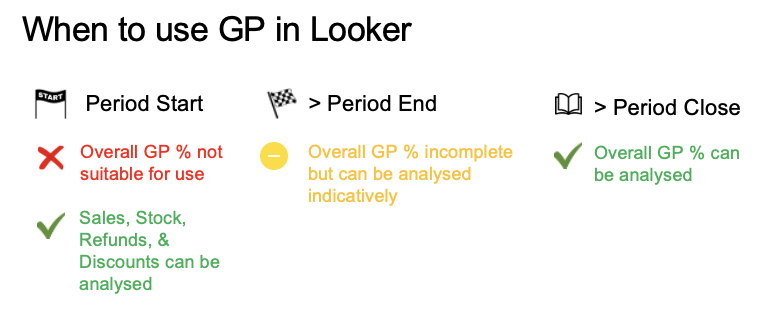 When to use GP in Looker
START
Period Start
> Period End
> Period Close
Overall GP % not
suitable for use
Sales, Stock,
Refunds, &
Discounts can be
analysed
Overall GP % incomplete
but can be analysed
indicatively
Overall GP % can
be analysed